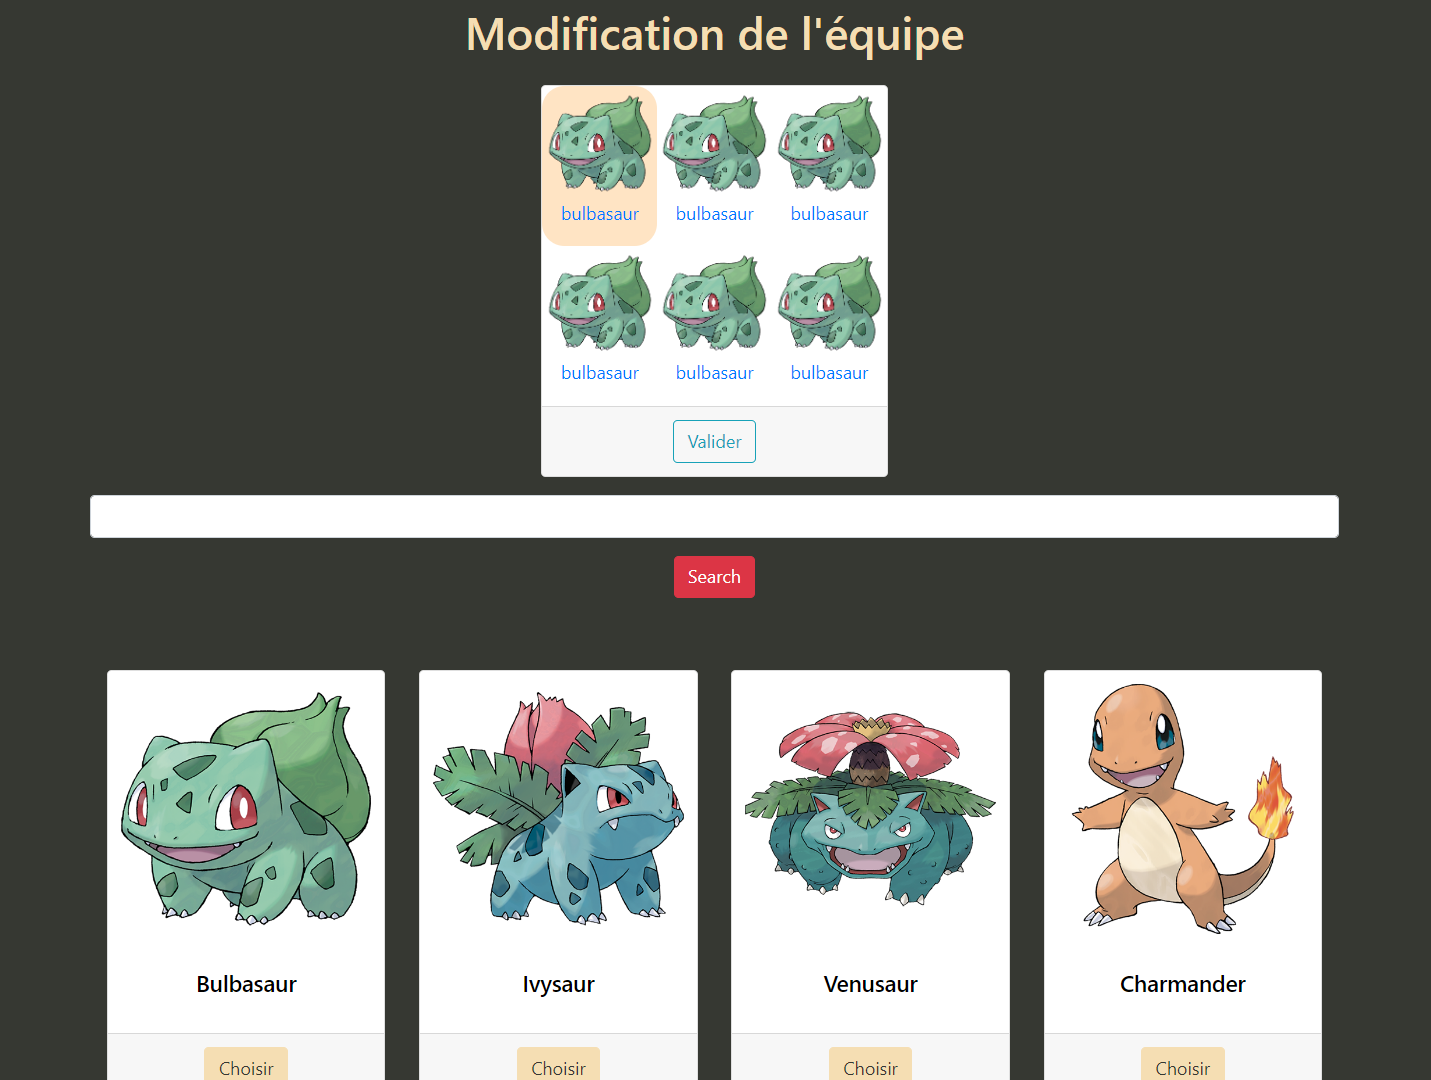 Modification de l'équipe
bulbasaur bulbasaur bulbasaur
bulbasaur bulbasaur bulbasaur
Valider
Search
Bulbasaur Ivysaur Venusaur Charmander
Choisir Choisir Choisir Choisir